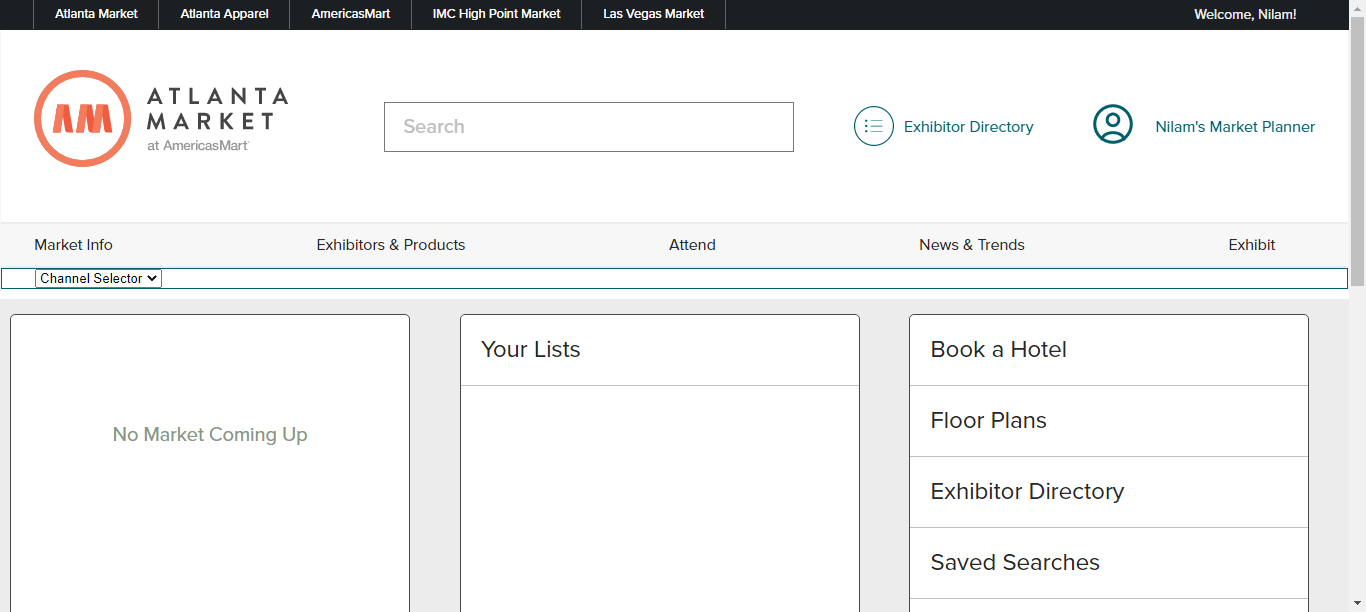 Atlanta Market
Atlanta Apparel
AmericasMart
IMC High Point Market
Las Vegas Market
Welcome, Nilam!
AM
ATLANTA
MARKET
at AmericasMart
Search
Exhibitor Directory
Nilam's Market Planner
Market Info
Exhibitors & Products
Attend
News & Trends
Exhibit
Channel Selector
No Market Coming Up
Your Lists
Book a Hotel
Floor Plans
Exhibitor Directory
Saved Searches